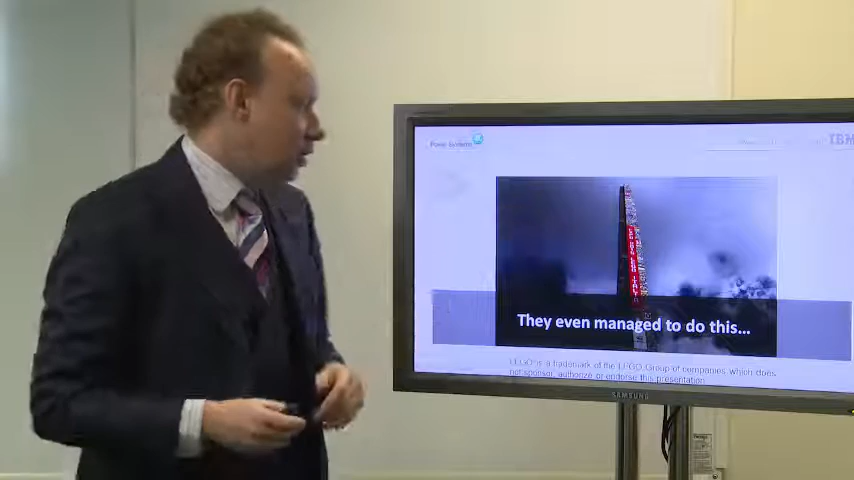 Power Systems
IBM
They even managed to do this...
LEGO is a trademark of the LEGO Group of companies which does
not sponsor, authorize or endorse this presentation
SAMSUNG